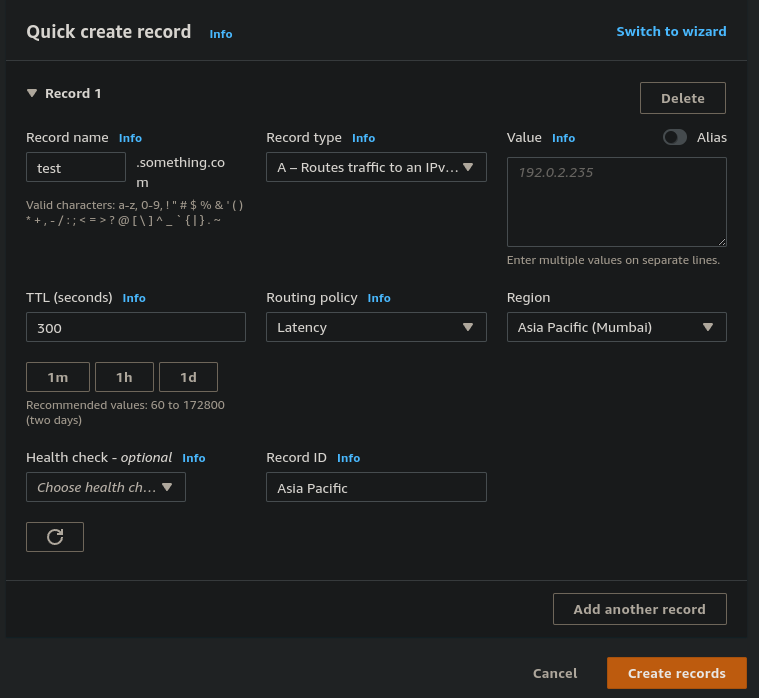 Quick create record Info Switch to wizard
Record 1 Delete
Record name Info
test .something.co
m
Valid characters: a-z, 0-9, ! " # $ % & ' ( )
* + , - / : ; < = > ? @ [ \ ] ^ _ ` { | } . ~
Record type Info
A – Routes traffic to an IPv...
Value Info Alias
192.0.2.235
Enter multiple values on separate lines.
TTL (seconds) Info
300
1m 1h 1d
Recommended values: 60 to 172800
(two days)
Routing policy Info
Latency
Region
Asia Pacific (Mumbai)
Health check - optional Info
Choose health ch...
Record ID Info
Asia Pacific
Add another record
Cancel Create records